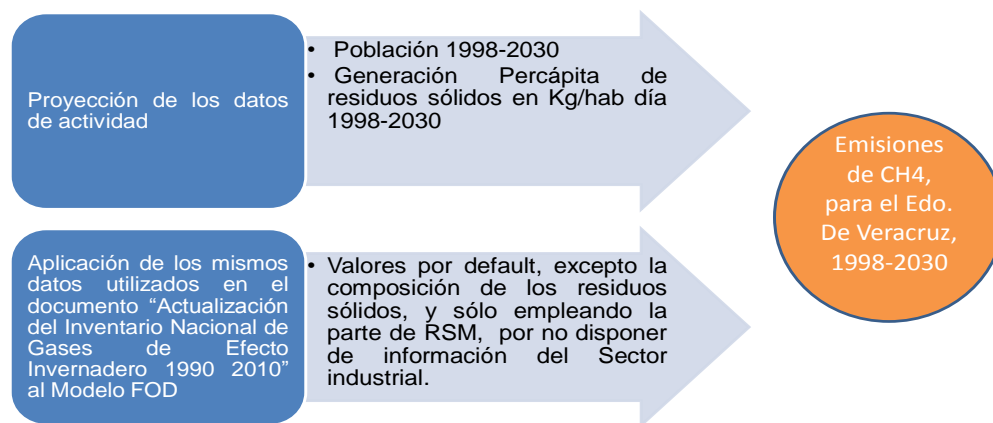 Proyección de los datos
de actividad
• Población 1998-2030
• Generación Percápita de
residuos sólidos en Kg/hab día
1998-2030
Aplicación de los mismos
datos utilizados en el
documento “Actualización
del Inventario Nacional de
Gases de Efecto
Invernadero 1990 2010”
al Modelo FOD
• Valores por default, excepto la
composición de los residuos
sólidos, y sólo empleando la
parte de RSM, por no disponer
de información del Sector
industrial.
Emisiones
de CH4,
para el Edo.
De Veracruz,
1998-2030